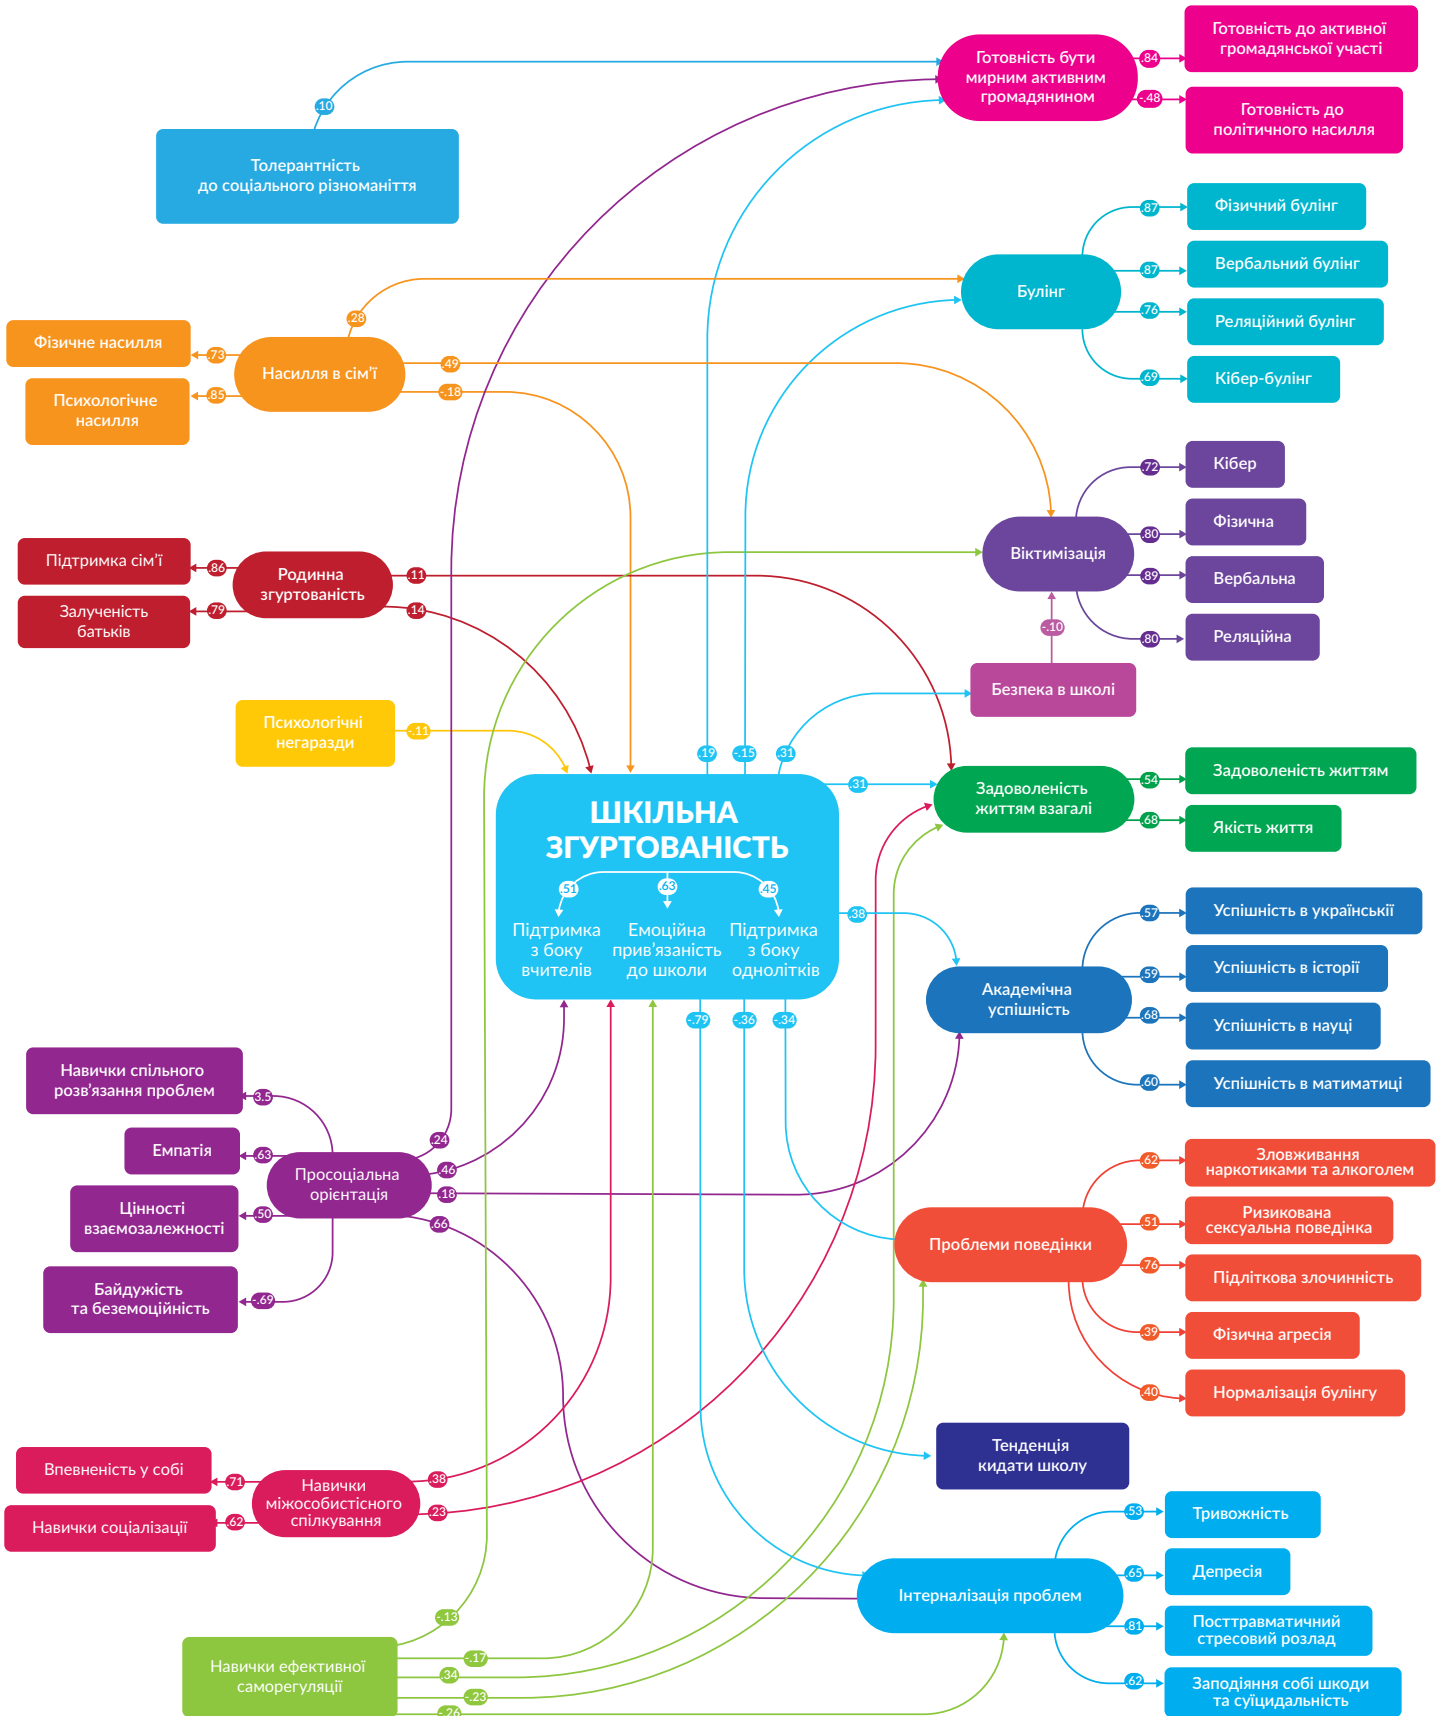 Готовність до активної
громадянської участі
.84
Готовність бути
мирним активним
громадянином
-.48
Готовність до
політичного насилля
.10
Толерантність
до соціального різноманіття
Фізичний булінг
.87
Вербальний булінг
.87
Булінг
Реляційний булінг
.76
Кібер-булінг
.69
.28
Фізичне насилля
.73
Насилля в сім'ї
.49
-.18
Психологічне
насилля
.85
Кібер
.72
Фізична
.80
Віктимізація
Вербальна
.89
Реляційна
.80
-.10
Безпека в школі
Підтримка сім'ї
.86
Родинна
згуртованість
.11
.14
Залученість
батьків
.79
Психологічні
негаразди
-.11
.19
-.15
.31
.31
Задоволеність
життям взагалі
.54
Задоволеність життям
.68
Якість життя
ШКІЛЬНА
ЗГУРТОВАНІСТЬ
.51
.63
.45
Підтримка
з боку
вчителів
Емоційна
прив'язаність
до школи
Підтримка
з боку
однолітків
.38
Успішність в українськії
.57
Успішність в історії
.59
Академічна
успішність
Успішність в науці
.68
Успішність в матиматиці
.60
-.79
-.36
-.34
Навички спільного
розв'язання проблем
3.5
Емпатія
.63
Просоціальна
орієнтація
.24
.46
.18
.66
Цінності
взаємозалежності
.50
Байдужість
та беземоційність
-.69
Зловживання
наркотиками та алкоголем
.62
Ризикована
сексуальна поведінка
.51
Проблеми поведінки
Підліткова злочинність
.76
Фізична агресія
.39
Нормалізація булінгу
.40
Тенденція
кидати школу
Впевненість у собі
.71
Навички
міжособистісного
спілкування
.38
.23
Навички соціалізації
.62
Тривожність
.53
Депресія
.65
Інтерналізація проблем
Посттравматичний
стресовий розлад
.81
Заподіяння собі шкоди
та суїцидальність
.62
Навички ефективної
саморегуляції
-.13
-.17
.34
-.23
-.26